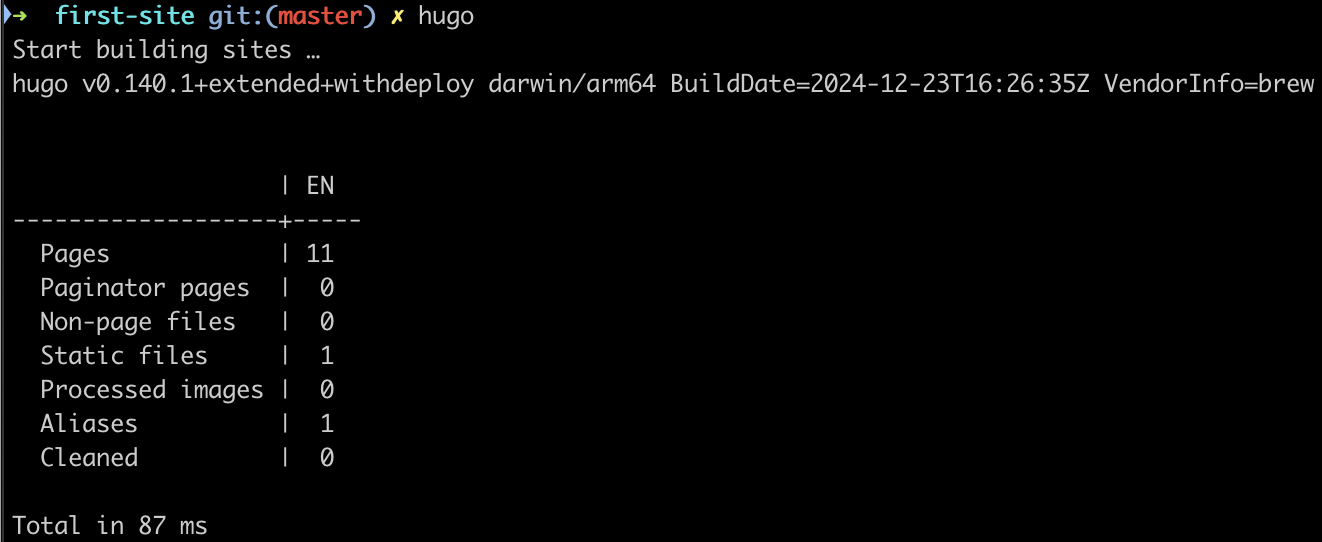 ➜  first-site git:(master) ✗ hugo
Start building sites …
hugo v0.140.1+extended+withdeploy darwin/arm64 BuildDate=2024-12-23T16:26:35Z VendorInfo=brew
                   | EN
-------------------+-----
  Pages            | 11
  Paginator pages  |  0
  Non-page files   |  0
  Static files     |  1
  Processed images |  0
  Aliases          |  1
  Cleaned          |  0
Total in 87 ms